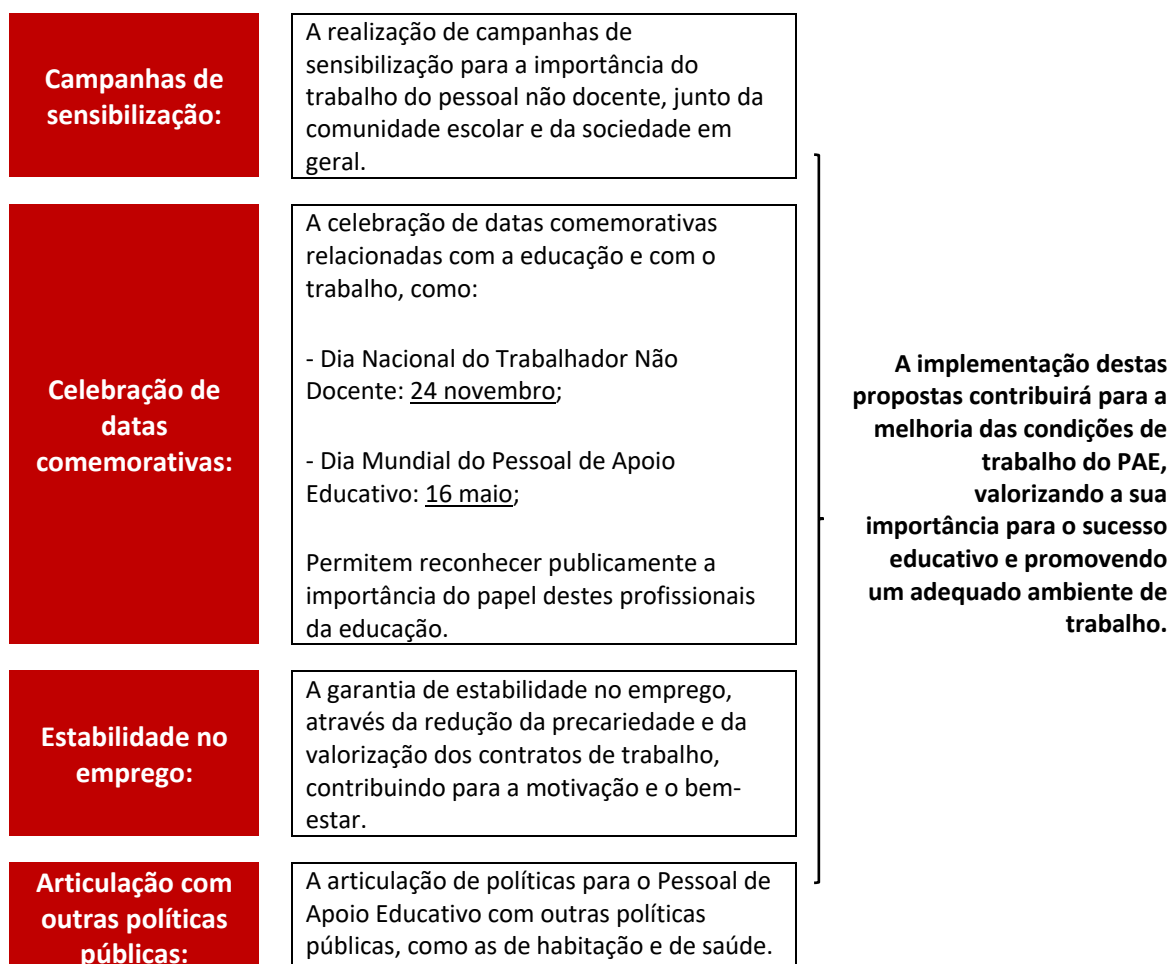 Campanhas de
sensibilização:
A realização de campanhas de
sensibilização para a importância do
trabalho do pessoal não docente, junto da
comunidade escolar e da sociedade em
geral.
Celebração de
datas
comemorativas:
A celebração de datas comemorativas
relacionadas com a educação e com o
trabalho, como:
- Dia Nacional do Trabalhador Não
Docente: 24 novembro;
- Dia Mundial do Pessoal de Apoio
Educativo: 16 maio;
Permitem reconhecer publicamente a
importância do papel destes profissionais
da educação.
Estabilidade no
emprego:
A garantia de estabilidade no emprego,
através da redução da precariedade e da
valorização dos contratos de trabalho,
contribuindo para a motivação e o bem-
estar.
Articulação com
outras políticas
públicas:
A articulação de políticas para o Pessoal de
Apoio Educativo com outras políticas
públicas, como as de habitação e de saúde.
A implementação destas
propostas contribuirá para a
melhoria das condições de
trabalho do PAE,
valorizando a sua
importância para o sucesso
educativo e promovendo
um adequado ambiente de
trabalho.